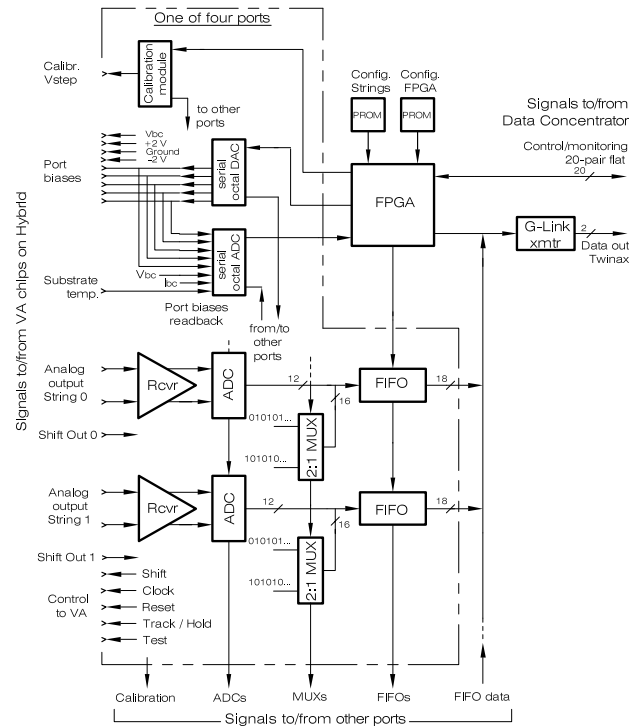 One of four ports
Calibr.
Vstep
Calibration
module
to other
ports
Config.
Strings
Config.
FPGA
PROM
PROM
Signals to/from
Data Concentrator
Control/monitoring
20-pair flat
20
Vbc
+2 V
Ground
-2 V
Port
biases
serial
octal DAC
FPGA
G-Link
xmtr
2
Data out
Twinax
serial
octal ADC
Vbc
Ibc
Substrate
temp.
Port biases
readback
from/to
other
ports
Signals to/from VA chips on Hybrid
Analog
output
String 0
Rcvr
ADC
12
16
FIFO
18
010101...
101010...
2:1 MUX
Shift Out 0
Analog
output
String 1
Rcvr
ADC
12
16
FIFO
18
010101...
101010...
2:1 MUX
Shift Out 1
Control
to VA
Shift
Clock
Reset
Track / Hold
Test
Calibration
ADCs
MUXs
FIFOs
FIFO data
Signals to/from other ports